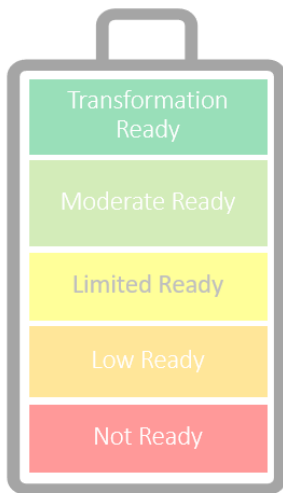 Transformation
Ready
Moderate Ready
Limited Ready
Low Ready
Not Ready